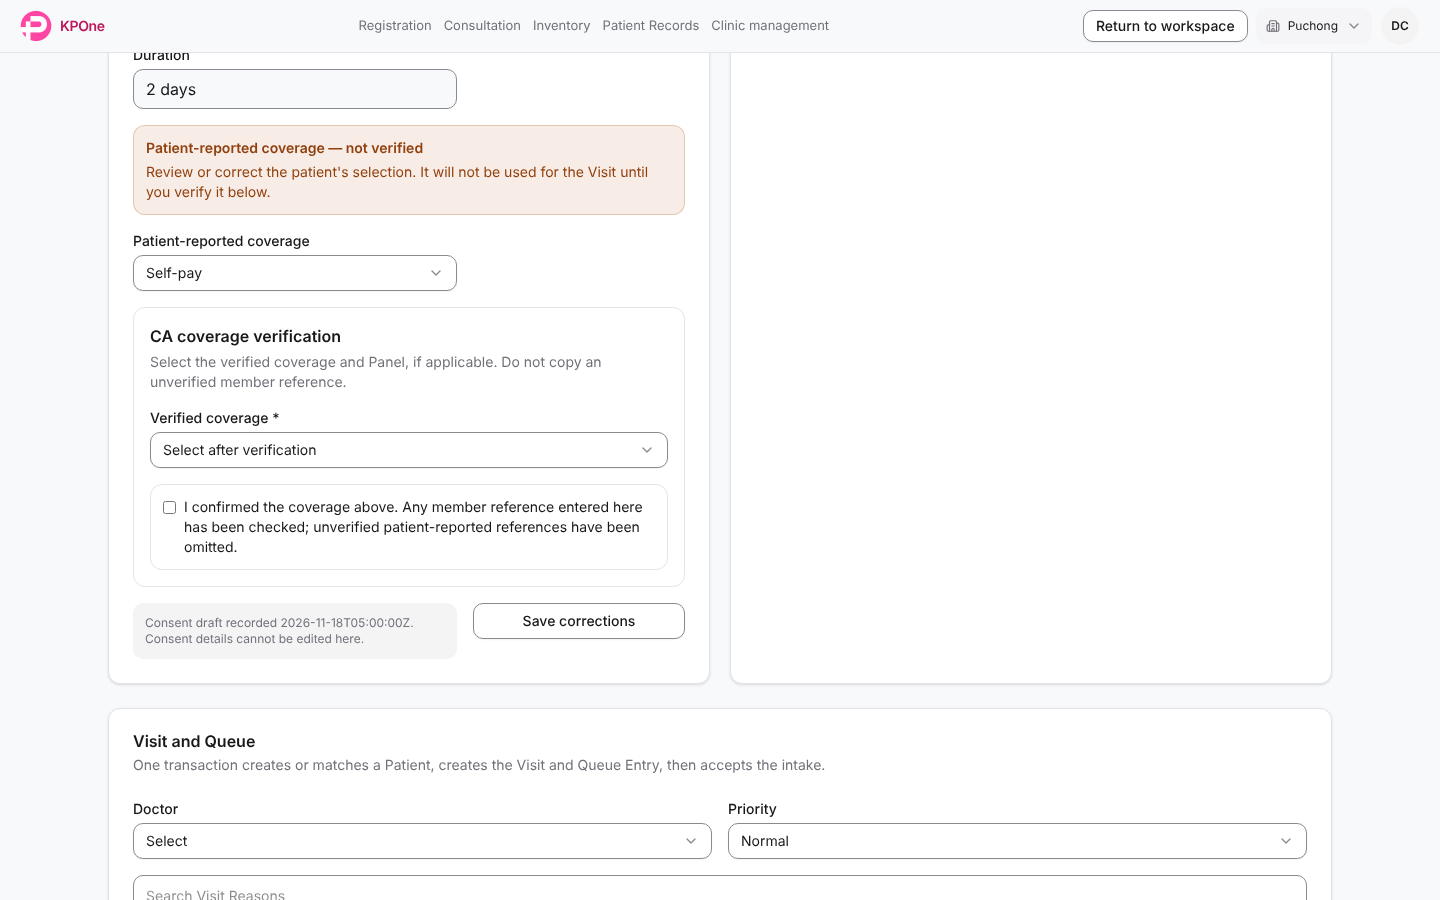 KPOne
Registration
Consultation
Inventory
Patient Records
Clinic management
Return to workspace
Puchong
DC
Duration
2 days
Patient-reported coverage — not verified
Review or correct the patient's selection. It will not be used for the Visit until
you verify it below.
Patient-reported coverage
Self-pay
CA coverage verification
Select the verified coverage and Panel, if applicable. Do not copy an
unverified member reference.
Verified coverage *
Select after verification
I confirmed the coverage above. Any member reference entered here
has been checked; unverified patient-reported references have been
omitted.
Consent draft recorded 2026-11-18T05:00:00Z.
Consent details cannot be edited here.
Save corrections
Visit and Queue
One transaction creates or matches a Patient, creates the Visit and Queue Entry, then accepts the intake.
Doctor
Select
Priority
Normal
Search Visit Reasons